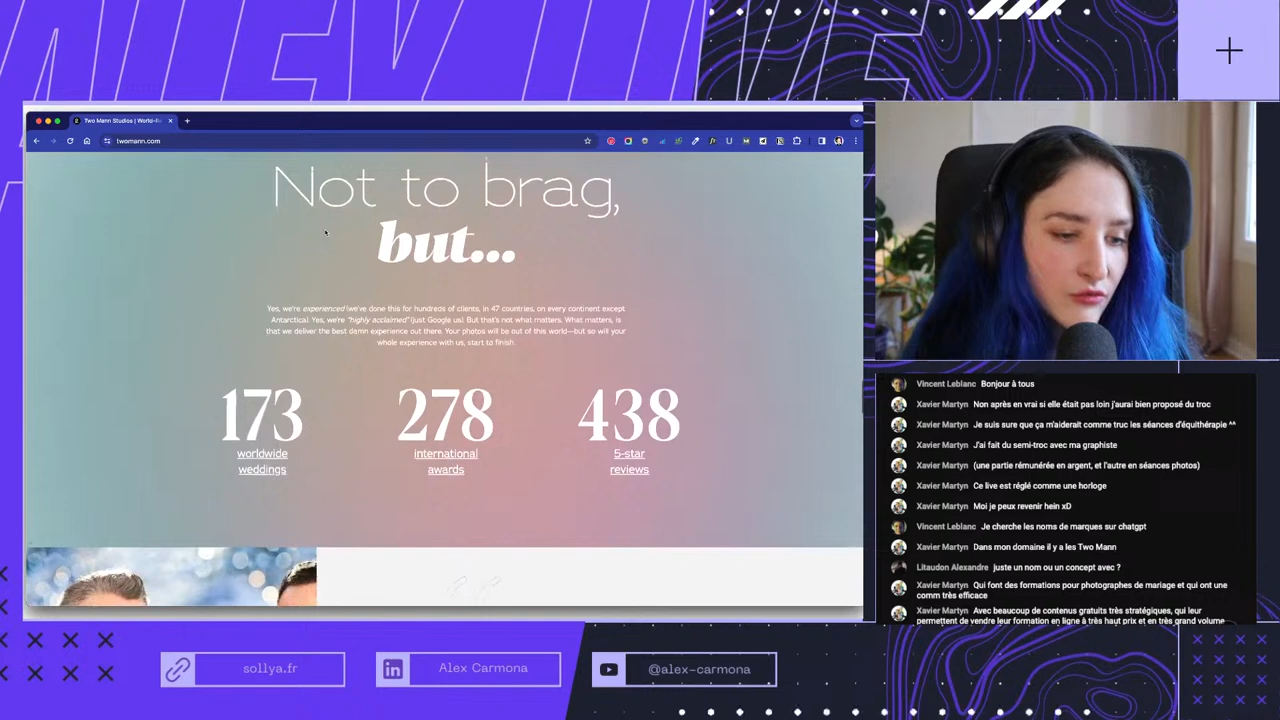 ALEX LIVE
Two Mann Studios | World-
twomann.com
Not to brag,
but...
Yes, we're experienced (we've done this for hundreds of clients, in 47 countries, on every continent except
Antarctica). Yes, we're "highly acclaimed" (just Google us). But that's not what matters. What matters, is
that we deliver the best damn experience out there. Your photos will be out of this world—but so will your
whole experience with us, start to finish.
173
worldwide
weddings
278
international
awards
438
5-star
reviews
Vincent Leblanc Bonjour à tous
Xavier Martyn Non après en vrai si elle était pas loin j'aurai bien proposé du troc
Xavier Martyn Je suis sure que ça m'aiderait comme truc les séances d'équithérapie ^^
Xavier Martyn J'ai fait du semi-troc avec ma graphiste
Xavier Martyn (une partie rémunérée en argent, et l'autre en séances photos)
Xavier Martyn Ce live est réglé comme une horloge
Xavier Martyn Moi je peux revenir hein xD
Vincent Leblanc Je cherche les noms de marques sur chatgpt
Xavier Martyn Dans mon domaine il y a les Two Mann
Litaudon Alexandre juste un nom ou un concept avec ?
Xavier Martyn Qui font des formations pour photographes de mariage et qui ont une
comm très efficace
Xavier Martyn Avec beaucoup de contenus gratuits très stratégiques, qui leur
permettent de vendre leur formation en ligne à très haut prix et en très grand volume
sollya.fr
Alex Carmona
@alex-carmona